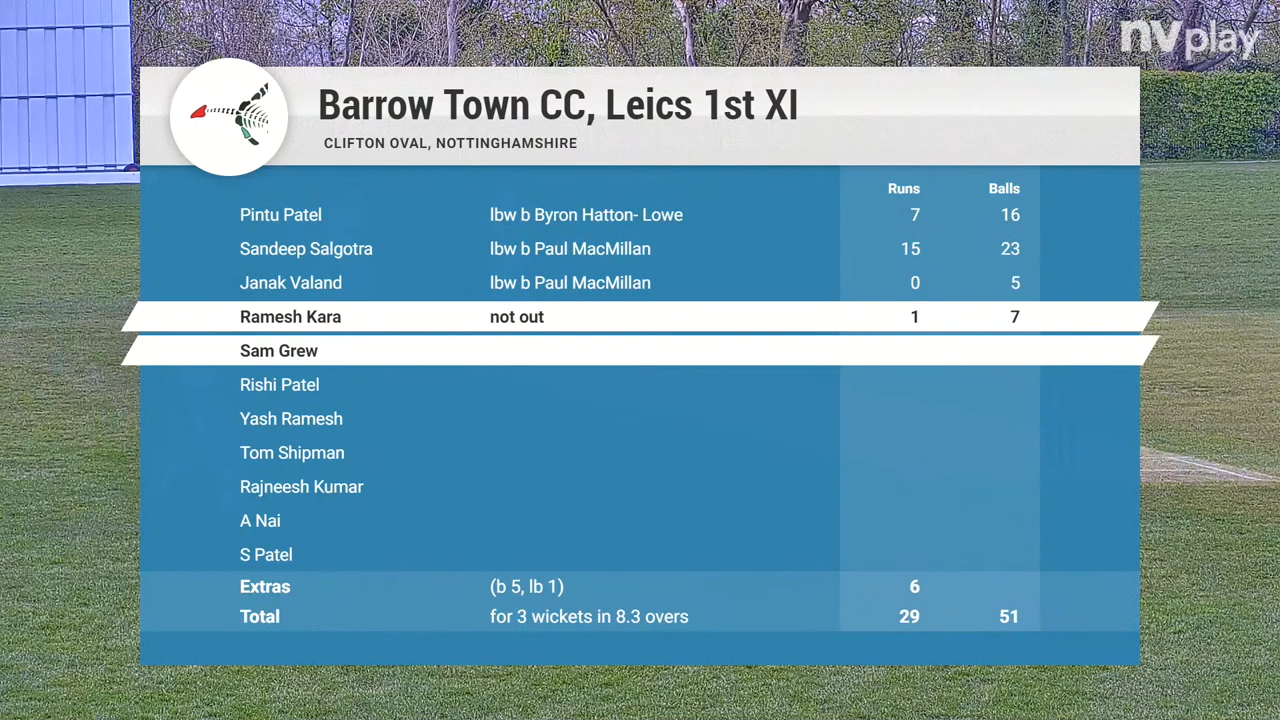 nvplay
Barrow Town CC, Leics 1st XI
CLIFTON OVAL, NOTTINGHAMSHIRE
Runs Balls
Pintu Patel lbw b Byron Hatton- Lowe 7 16
Sandeep Salgotra lbw b Paul MacMillan 15 23
Janak Valand lbw b Paul MacMillan 0 5
Ramesh Kara not out 1 7
Sam Grew
Rishi Patel
Yash Ramesh
Tom Shipman
Rajneesh Kumar
A Nai
S Patel
Extras (b 5, lb 1) 6
Total for 3 wickets in 8.3 overs 29 51